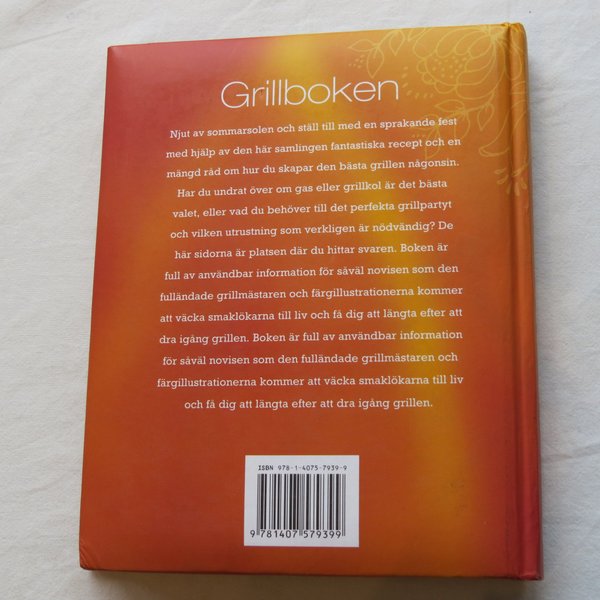 Grillboken
Njut av sommarsolen och ställ till med en sprakande fest
med hjälp av den här samlingen fantastiska recept och en
mängd råd om hur du skapar den bästa grillen någonsin.
Har du undrat över om gas eller grillkol är det bästa
valet, eller vad du behöver till det perfekta grillpartyt
och vilken utrustning som verkligen är nödvändig? De
här sidorna är platsen där du hittar svaren. Boken är
full av användbar information för såväl novisen som den
fulländade grillmästaren och färgillustrationerna kommer
att väcka smaklökarna till liv och få dig att längta efter att
dra igång grillen. Boken är full av användbar information
för såväl novisen som den fulländade grillmästaren och
färgillustrationerna kommer att väcka smaklökarna till liv
och få dig att längta efter att dra igång grillen.
ISBN 978-1-4075-7939-9
9 781407 579399